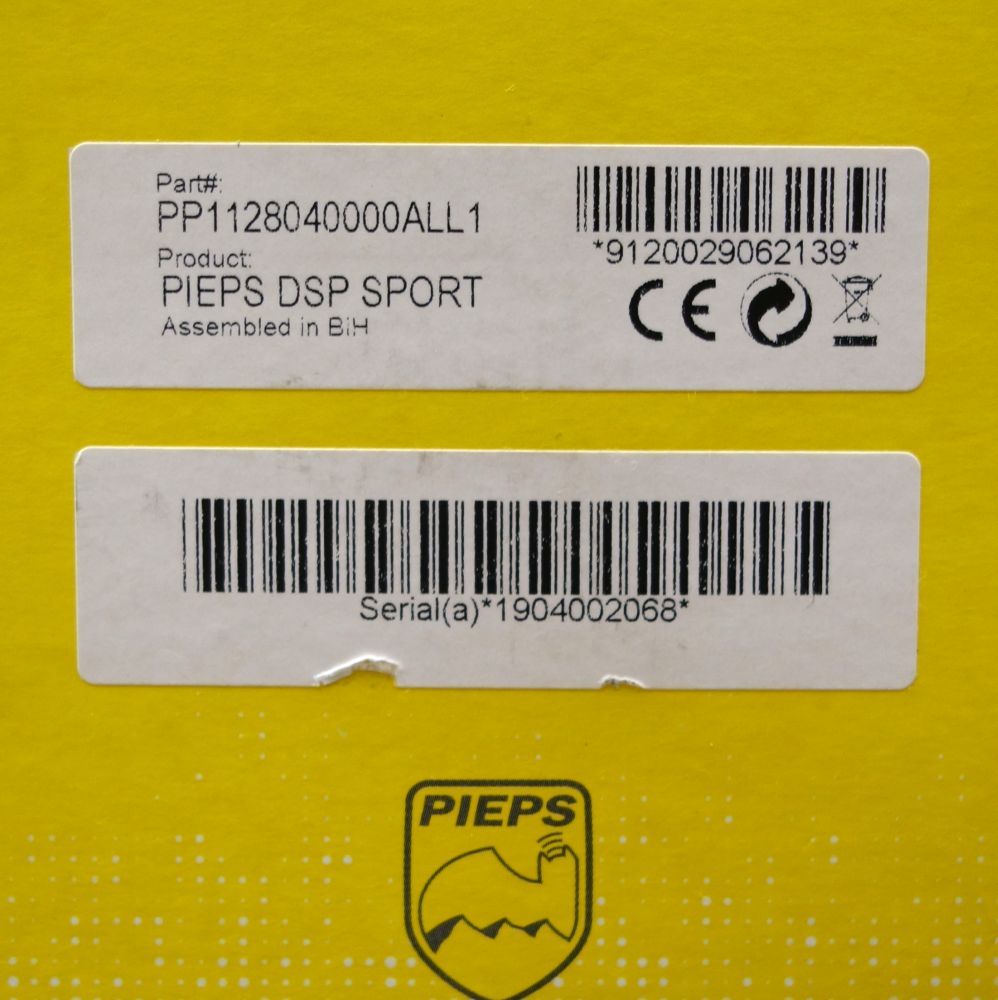 Part#:
PP1128040000ALL1
Product:
PIEPS DSP SPORT
Assembled in BiH
*9120029062139*
CE
Serial(a)*1904002068*
PIEPS